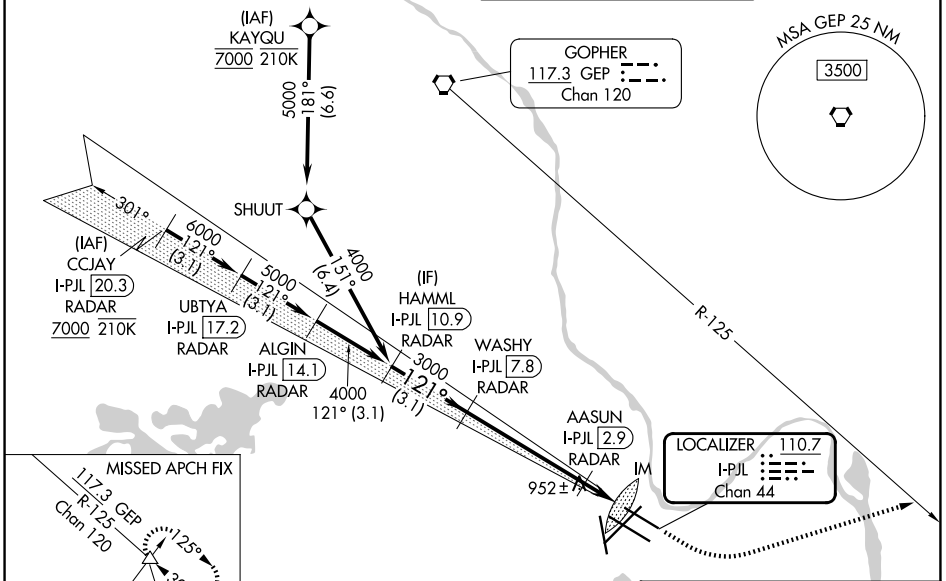 (IAF)
KAYQU
7000 210K
5000
181°
(6.6)
GOPHER
117.3 GEP
Chan 120
MSA GEP 25 NM
3500
SHUUT
301°
6000
121°
(3.1)
(IAF)
CCJAY
I-PJL 20.3
RADAR
7000 210K
5000
121°
(3.1)
UBTYA
I-PJL 17.2
RADAR
4000
151°
(6.4)
ALGIN
I-PJL 14.1
RADAR
4000
121° (3.1)
(IF)
HAMML
I-PJL 10.9
RADAR
3000
121°
(3.1)
WASHY
I-PJL 7.8
RADAR
R-125
AASUN
I-PJL 2.9
RADAR
952±
IM
LOCALIZER 110.7
I-PJL
Chan 44
MISSED APCH FIX
117.3 GEP
R-125
Chan 120
125°